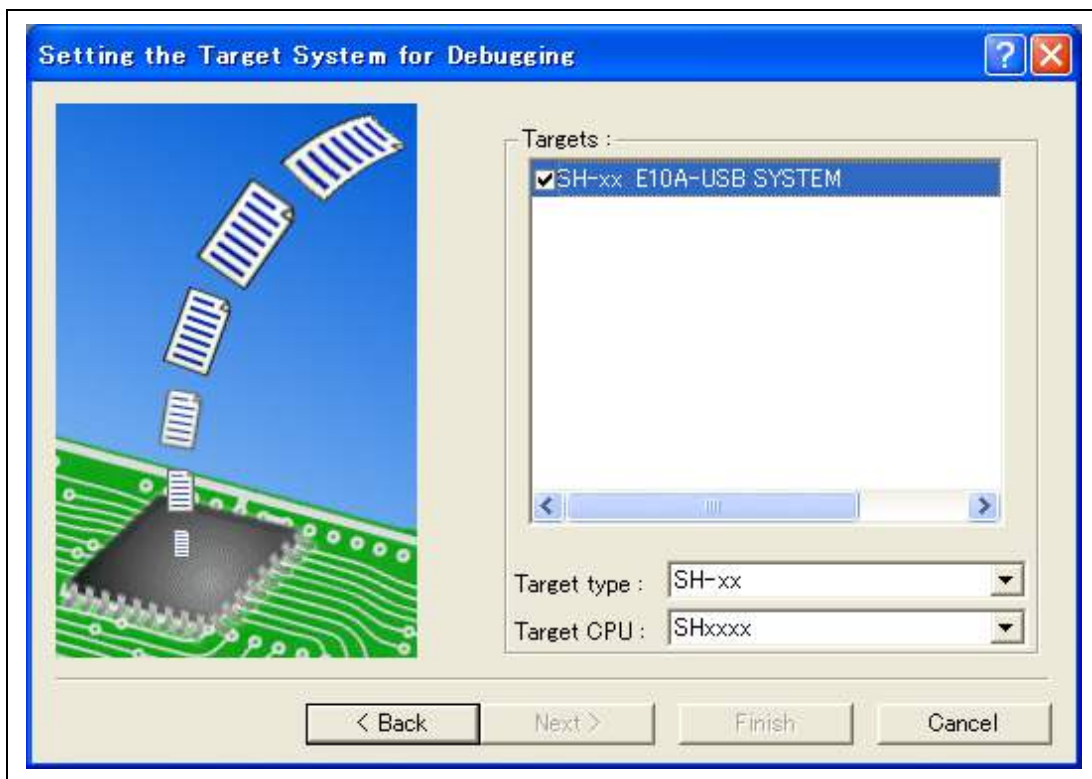 Setting the Target System for Debugging
Targets :
SH-xx E10A-USB SYSTEM
Target type : SH-xx
Target CPU : SHxxxx
< Back Next > Finish Cancel